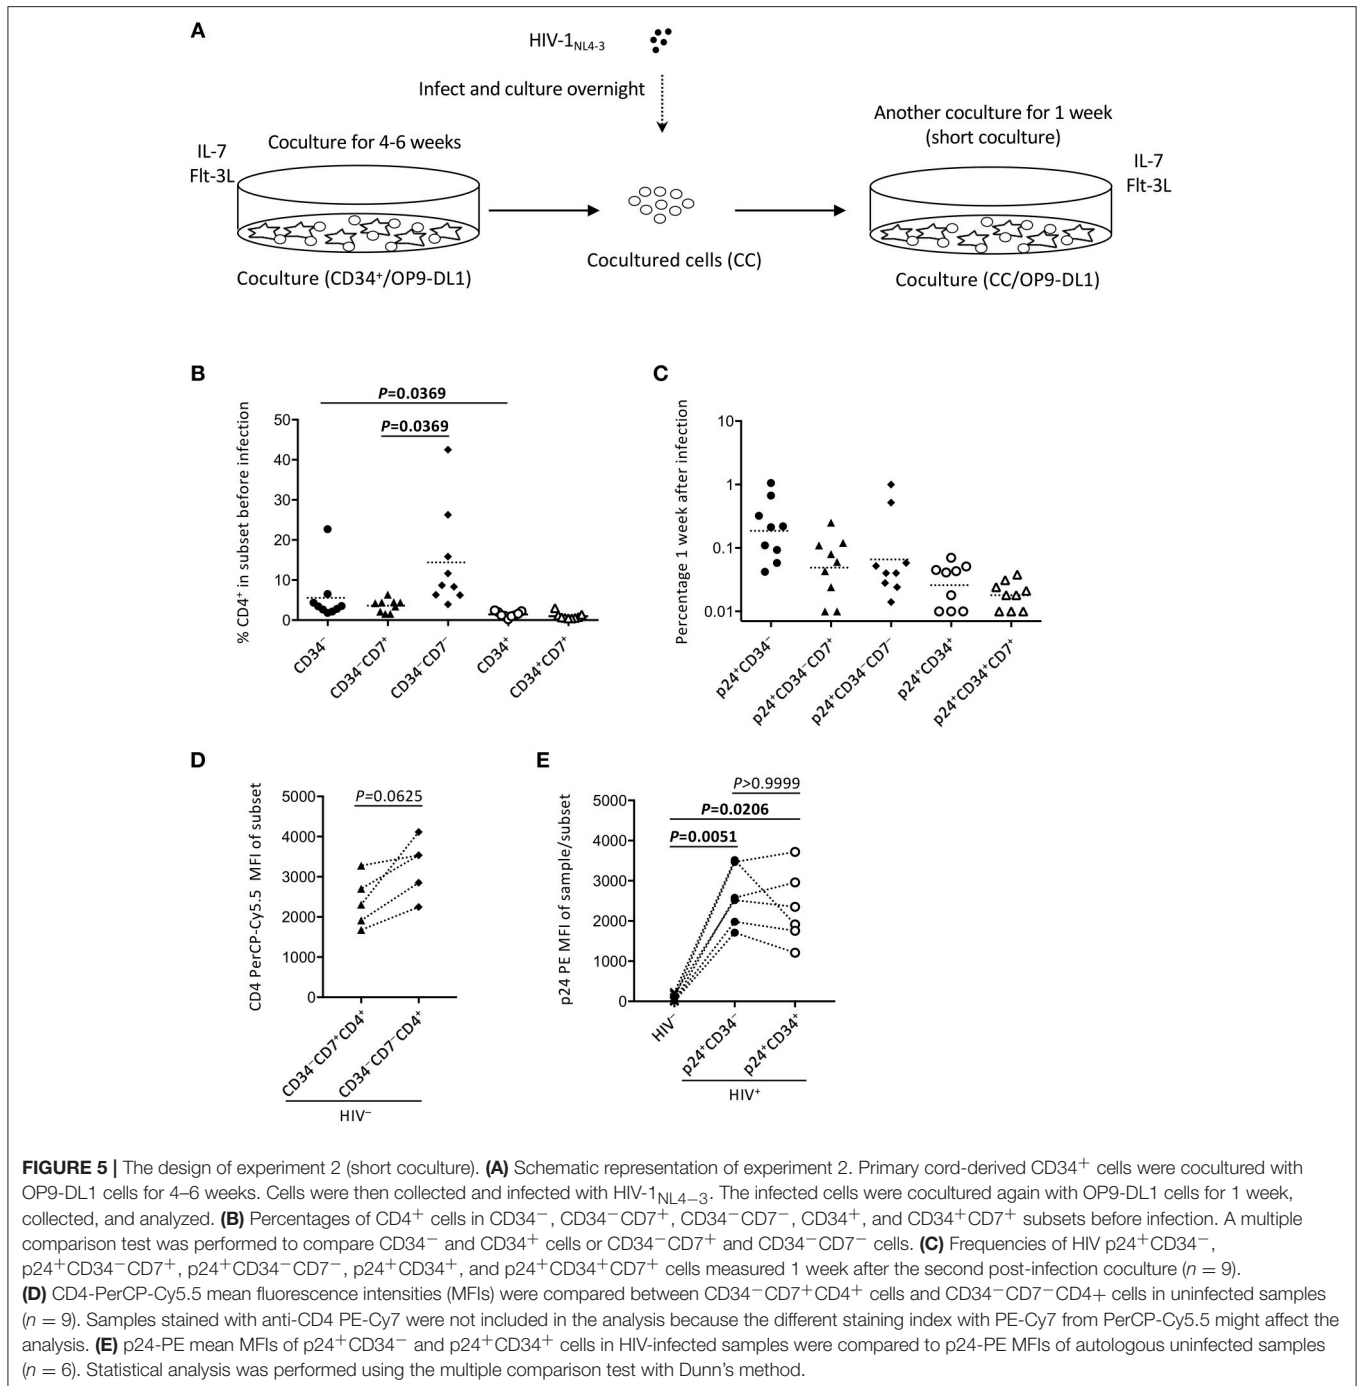 A
HIV-1NL4-3
Infect and culture overnight
Coculture for 4-6 weeks
Another coculture for 1 week
(short coculture)
IL-7
Flt-3L
IL-7
Flt-3L
Cocultured cells (CC)
Coculture (CD34+/OP9-DL1)
Coculture (CC/OP9-DL1)
B
P=0.0369
P=0.0369
% CD4+ in subset before infection
50
40
30
20
10
0
CD34−
CD34−CD7+
CD34−CD7−
CD34+
CD34+CD7+
C
Percentage 1 week after infection
10
1
0.1
0.01
p24+CD34−
p24+CD34−CD7+
p24+CD34−CD7−
p24+CD34+
p24+CD34+CD7+
D
P=0.0625
CD4 PerCP-Cy5.5 MFI of subset
5000
4000
3000
2000
1000
0
CD34−CD7+CD4+
CD34−CD7−CD4+
HIV−
E
P>0.9999
P=0.0206
P=0.0051
p24 PE MFI of sample/subset
5000
4000
3000
2000
1000
0
HIV−
p24+CD34−
p24+CD34+
HIV+
FIGURE 5 | The design of experiment 2 (short coculture). (A) Schematic representation of experiment 2. Primary cord-derived CD34+ cells were cocultured with
OP9-DL1 cells for 4–6 weeks. Cells were then collected and infected with HIV-1NL4−3. The infected cells were cocultured again with OP9-DL1 cells for 1 week,
collected, and analyzed. (B) Percentages of CD4+ cells in CD34−, CD34−CD7+, CD34−CD7−, CD34+, and CD34+CD7+ subsets before infection. A multiple
comparison test was performed to compare CD34− and CD34+ cells or CD34−CD7+ and CD34−CD7− cells. (C) Frequencies of HIV p24+CD34−,
p24+CD34−CD7+, p24+CD34−CD7−, p24+CD34+, and p24+CD34+CD7+ cells measured 1 week after the second post-infection coculture (n = 9).
(D) CD4-PerCP-Cy5.5 mean fluorescence intensities (MFIs) were compared between CD34−CD7+CD4+ cells and CD34−CD7−CD4+ cells in uninfected samples
(n = 9). Samples stained with anti-CD4 PE-Cy7 were not included in the analysis because the different staining index with PE-Cy7 from PerCP-Cy5.5 might affect the
analysis. (E) p24-PE mean MFIs of p24+CD34− and p24+CD34+ cells in HIV-infected samples were compared to p24-PE MFIs of autologous uninfected samples
(n = 6). Statistical analysis was performed using the multiple comparison test with Dunn's method.